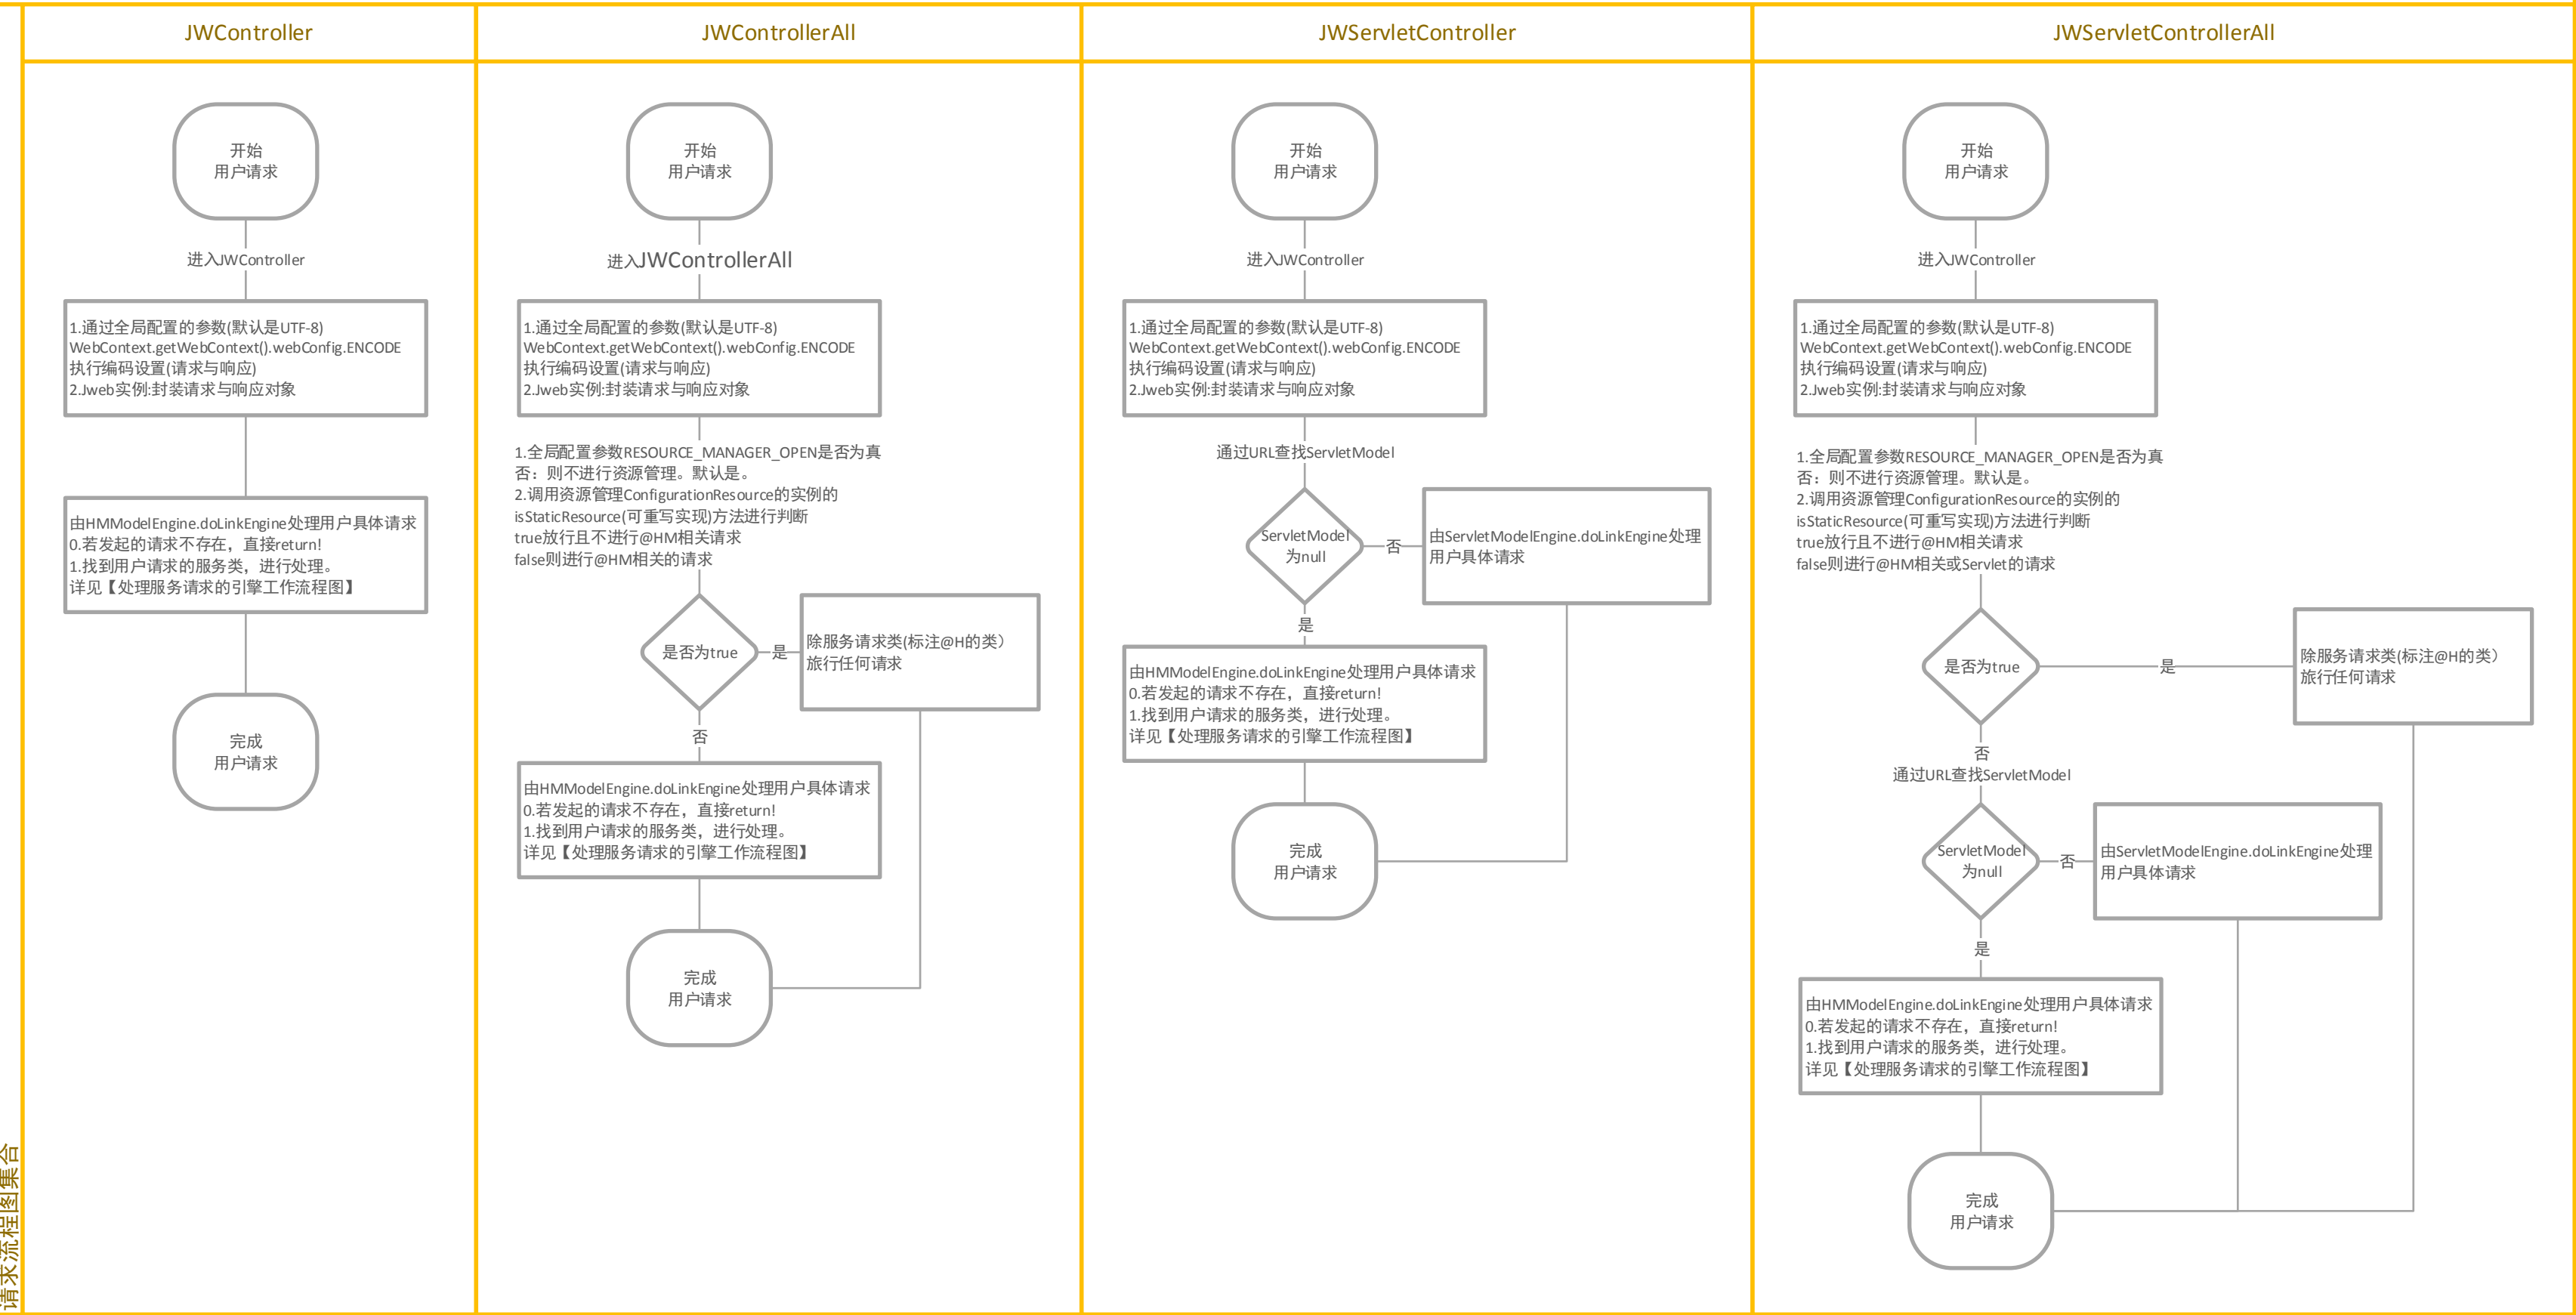 JWController
JWControllerAll
JWServletController
JWServletControllerAll
请求流程图集合
开始
用户请求
进入JWController
1.通过全局配置的参数(默认是UTF-8)
WebContext.getWebContext().webConfig.ENCODE
执行编码设置(请求与响应)
2.Jweb实例:封装请求与响应对象
由HMModelEngine.doLinkEngine处理用户具体请求
0.若发起的请求不存在，直接return!
1.找到用户请求的服务类，进行处理。
详见【处理服务请求的引擎工作流程图】
完成
用户请求
开始
用户请求
进入JWControllerAll
1.通过全局配置的参数(默认是UTF-8)
WebContext.getWebContext().webConfig.ENCODE
执行编码设置(请求与响应)
2.Jweb实例:封装请求与响应对象
1.全局配置参数RESOURCE_MANAGER_OPEN是否为真
否：则不进行资源管理。默认是。
2.调用资源管理ConfigurationResource的实例的
isStaticResource(可重写实现)方法进行判断
true放行且不进行@HM相关请求
false则进行@HM相关的请求
是否为true
是
除服务请求类(标注@H的类）
旅行任何请求
否
由HMModelEngine.doLinkEngine处理用户具体请求
0.若发起的请求不存在，直接return!
1.找到用户请求的服务类，进行处理。
详见【处理服务请求的引擎工作流程图】
完成
用户请求
开始
用户请求
进入JWController
1.通过全局配置的参数(默认是UTF-8)
WebContext.getWebContext().webConfig.ENCODE
执行编码设置(请求与响应)
2.Jweb实例:封装请求与响应对象
通过URL查找ServletModel
ServletModel
为null
否
由ServletModelEngine.doLinkEngine处理
用户具体请求
是
由HMModelEngine.doLinkEngine处理用户具体请求
0.若发起的请求不存在，直接return!
1.找到用户请求的服务类，进行处理。
详见【处理服务请求的引擎工作流程图】
完成
用户请求
开始
用户请求
进入JWController
1.通过全局配置的参数(默认是UTF-8)
WebContext.getWebContext().webConfig.ENCODE
执行编码设置(请求与响应)
2.Jweb实例:封装请求与响应对象
1.全局配置参数RESOURCE_MANAGER_OPEN是否为真
否：则不进行资源管理。默认是。
2.调用资源管理ConfigurationResource的实例的
isStaticResource(可重写实现)方法进行判断
true放行且不进行@HM相关请求
false则进行@HM相关或Servlet的请求
是否为true
是
除服务请求类(标注@H的类）
旅行任何请求
否
通过URL查找ServletModel
ServletModel
为null
否
由ServletModelEngine.doLinkEngine处理
用户具体请求
是
由HMModelEngine.doLinkEngine处理用户具体请求
0.若发起的请求不存在，直接return!
1.找到用户请求的服务类，进行处理。
详见【处理服务请求的引擎工作流程图】
完成
用户请求